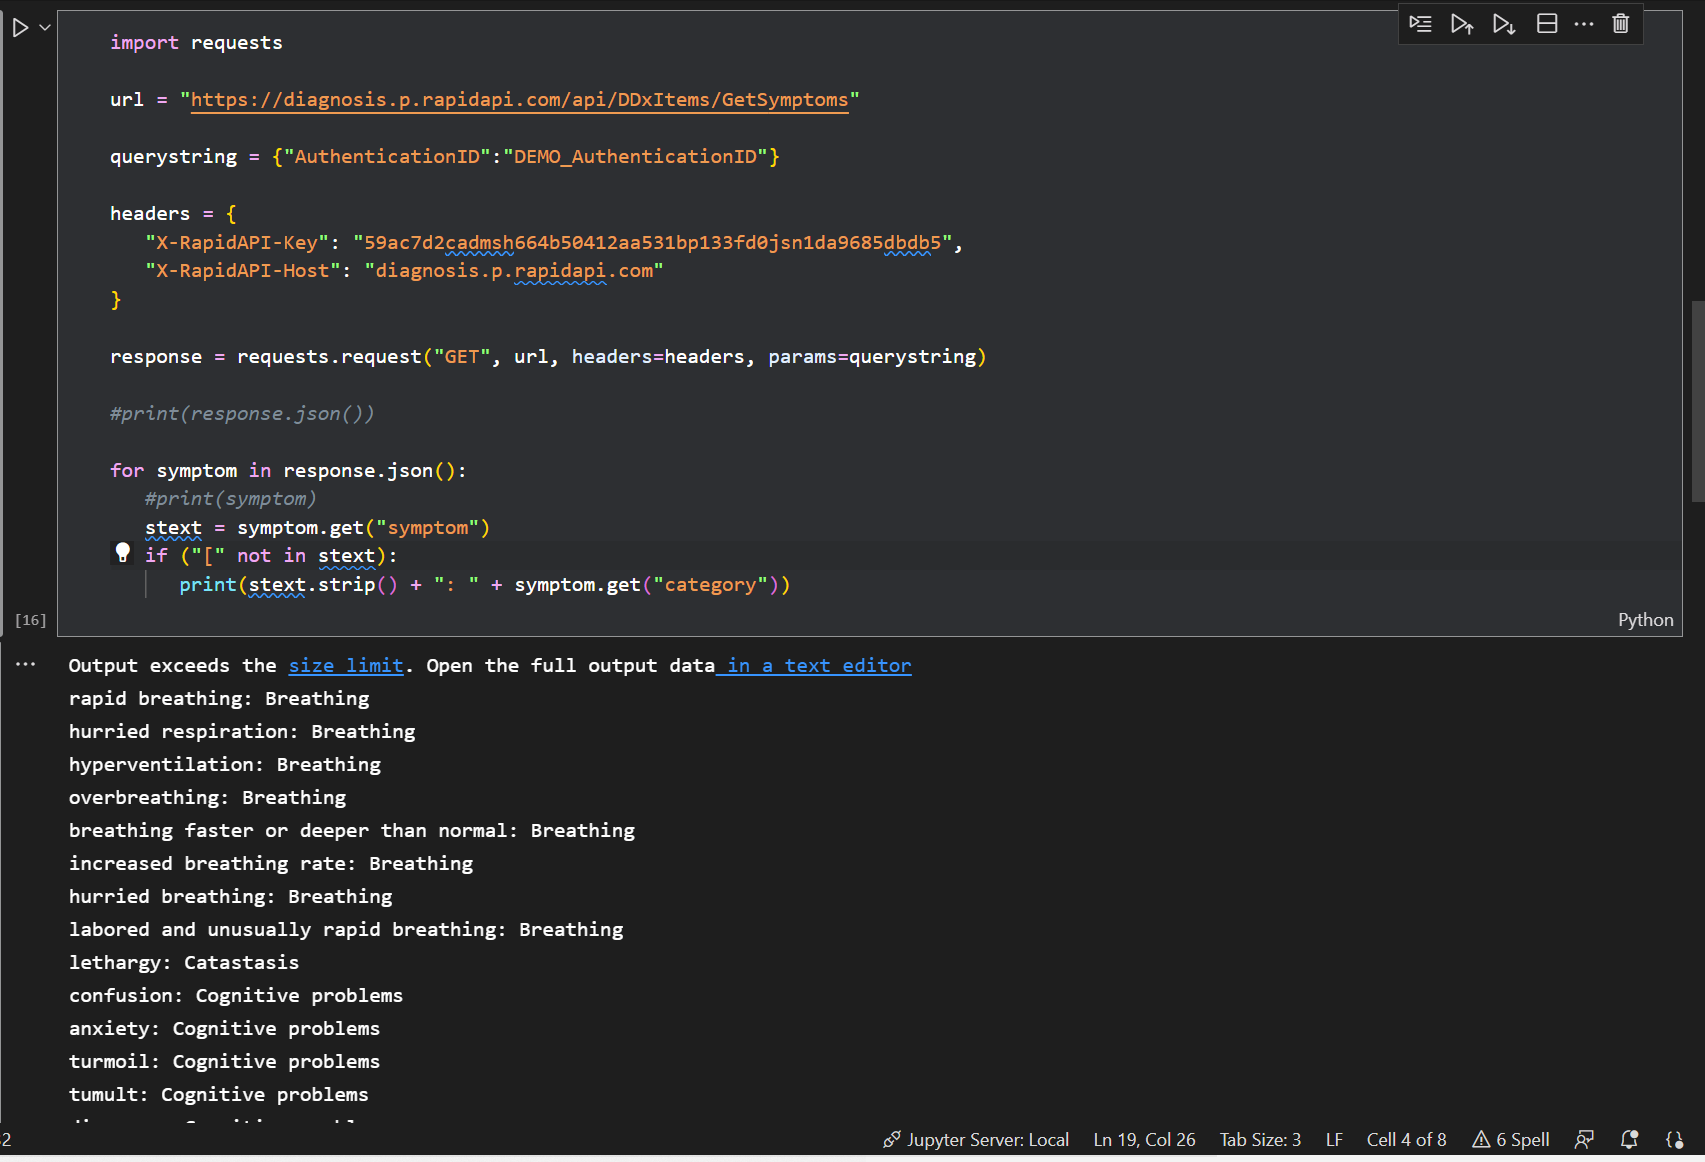 import requests
url = "https://diagnosis.p.rapidapi.com/api/DDxItems/GetSymptoms"
querystring = {"AuthenticationID":"DEMO_AuthenticationID"}
headers = {
"X-RapidAPI-Key": "59ac7d2cadmsh664b50412aa531bp133fd0jsn1da9685dbdb5",
"X-RapidAPI-Host": "diagnosis.p.rapidapi.com"
}
response = requests.request("GET", url, headers=headers, params=querystring)
#print(response.json())
for symptom in response.json():
#print(symptom)
stext = symptom.get("symptom")
if ("[" not in stext):
print(stext.strip() + ": " + symptom.get("category"))
[16]
Python
Output exceeds the size limit. Open the full output data in a text editor
rapid breathing: Breathing
hurried respiration: Breathing
hyperventilation: Breathing
overbreathing: Breathing
breathing faster or deeper than normal: Breathing
increased breathing rate: Breathing
hurried breathing: Breathing
labored and unusually rapid breathing: Breathing
lethargy: Catastasis
confusion: Cognitive problems
anxiety: Cognitive problems
turmoil: Cognitive problems
tumult: Cognitive problems
2 Jupyter Server: Local Ln 19, Col 26 Tab Size: 3 LF Cell 4 of 8 6 Spell